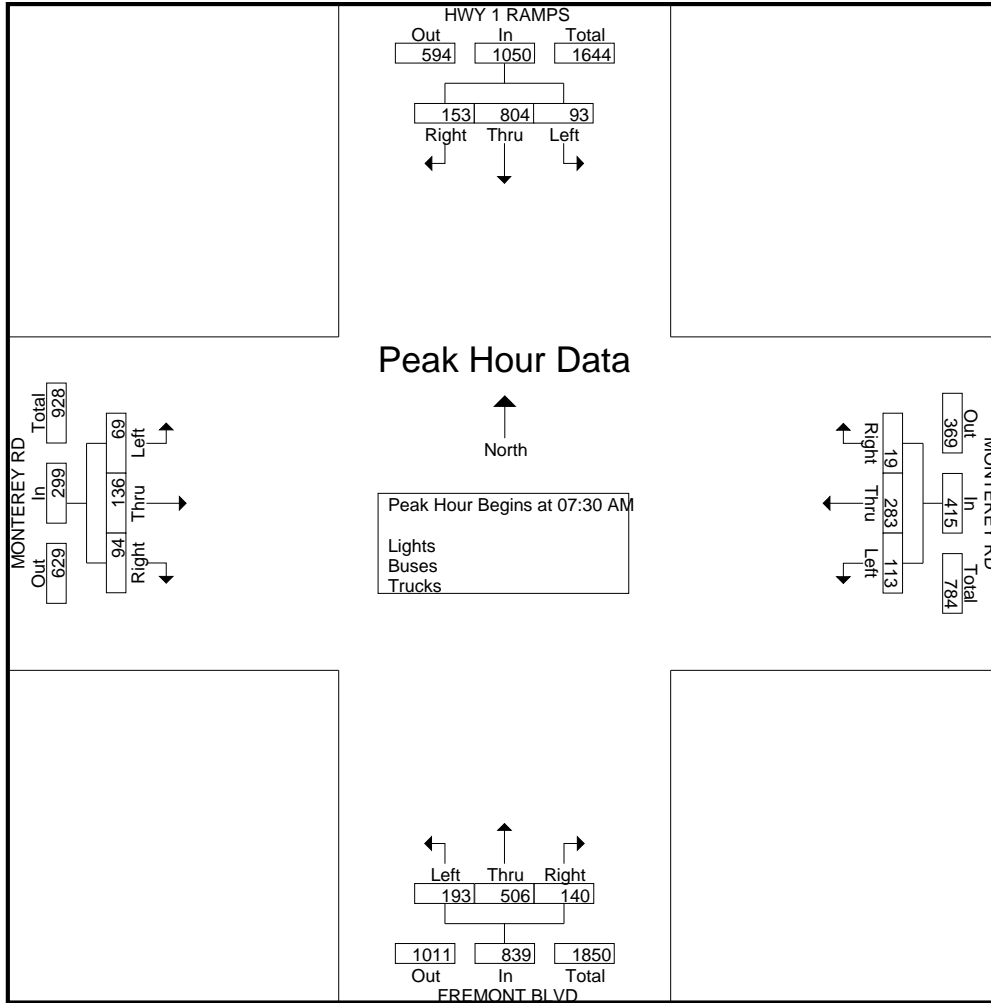 HWY 1 RAMPS
Out In Total
594 1050 1644
153 804 93
Right Thru Left
Peak Hour Data
North
Peak Hour Begins at 07:30 AM
Lights
Buses
Trucks
MONTEREY RD
Out In Total
629 299 928
Left Thru Right
69 136 94
MONTEREY RD
Out In Total
369 415 784
Right Thru Left
19 283 113
Left Thru Right
193 506 140
1011 839 1850
Out In Total
FREMONT BLVD